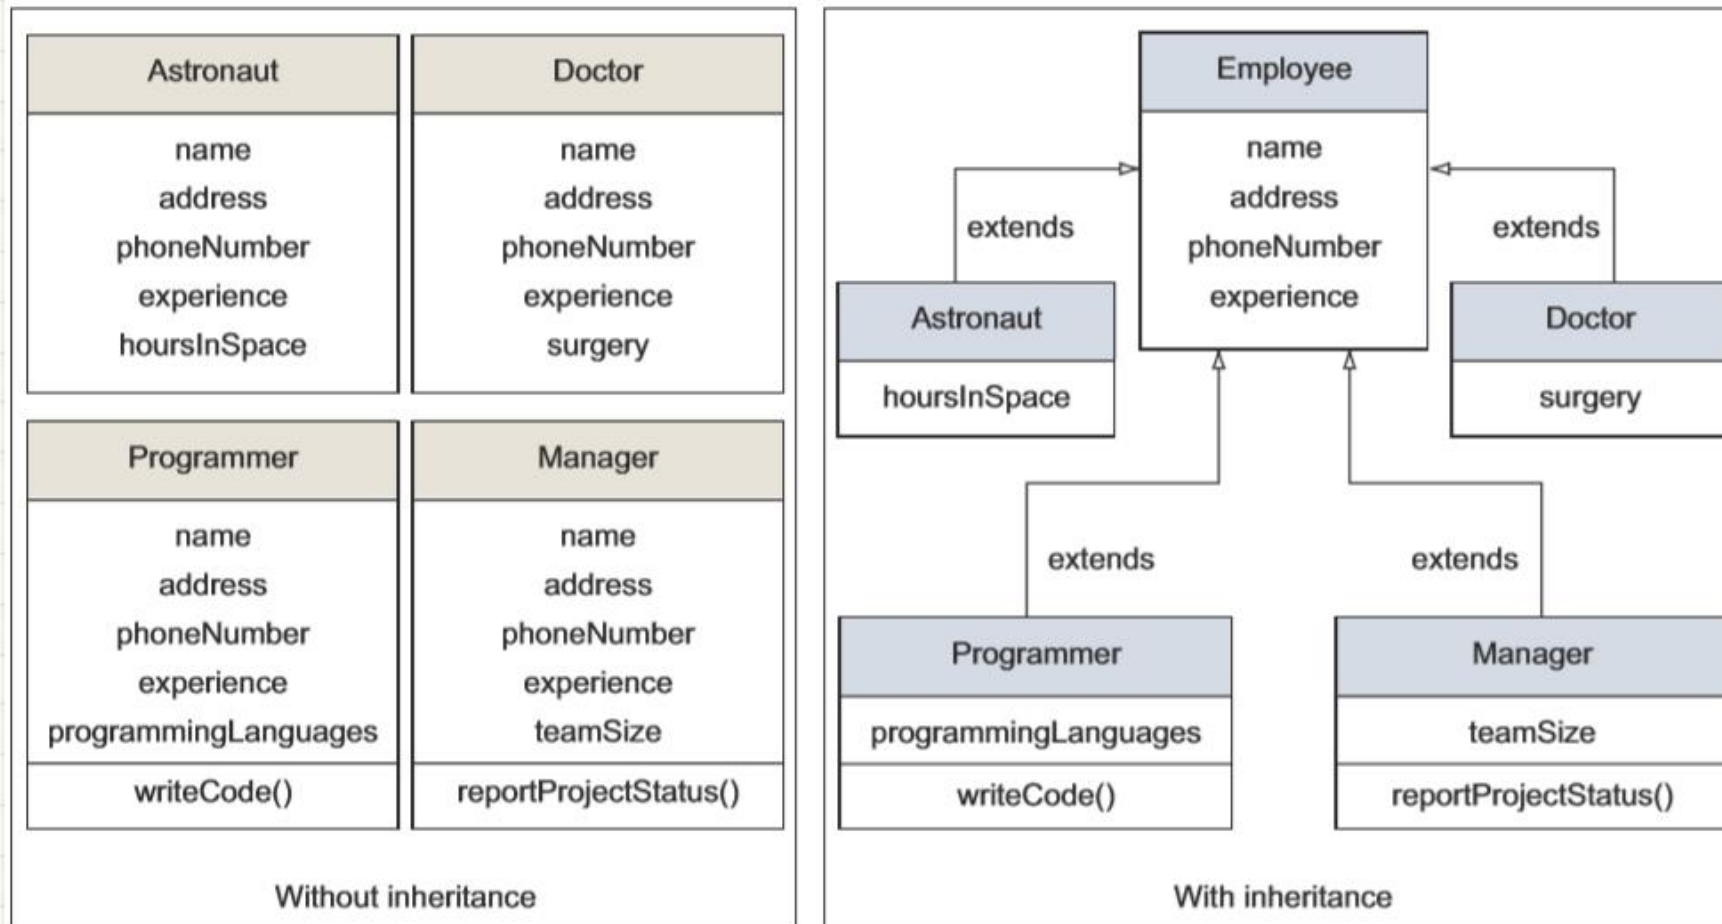 Astronaut
name
address
phoneNumber
experience
hoursInSpace
Doctor
name
address
phoneNumber
experience
surgery
Programmer
name
address
phoneNumber
experience
programmingLanguages
writeCode()
Manager
name
address
phoneNumber
experience
teamSize
reportProjectStatus()
Without inheritance
Employee
name
address
phoneNumber
experience
extends
extends
Astronaut
hoursInSpace
Doctor
surgery
extends
extends
Programmer
programmingLanguages
writeCode()
Manager
teamSize
reportProjectStatus()
With inheritance